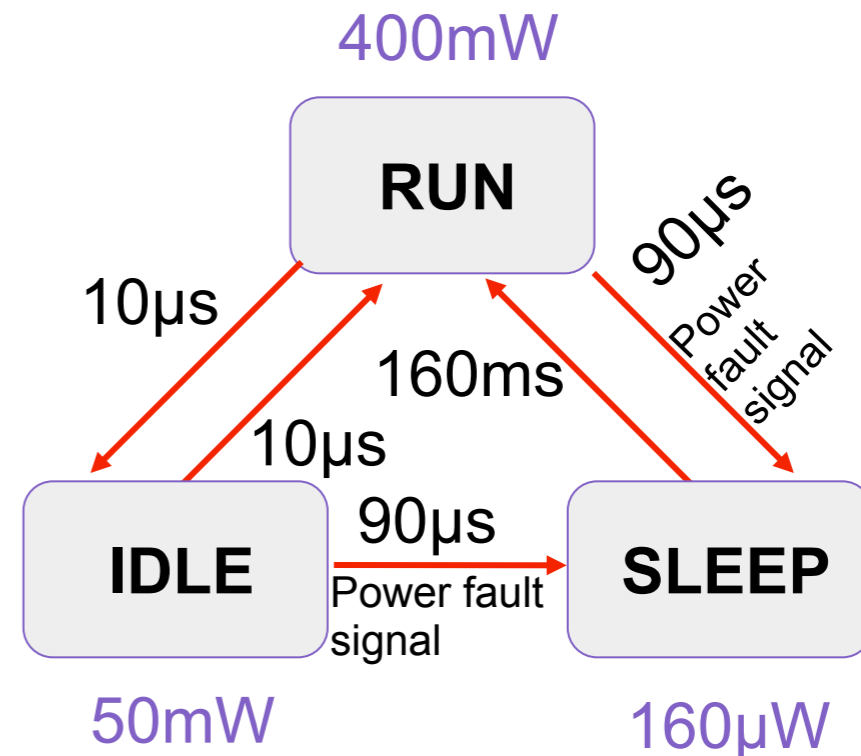 400mW
RUN
90µs
Power
fault
signal
10µs
160ms
10µs
90µs
IDLE
SLEEP
Power fault
signal
50mW
160µW